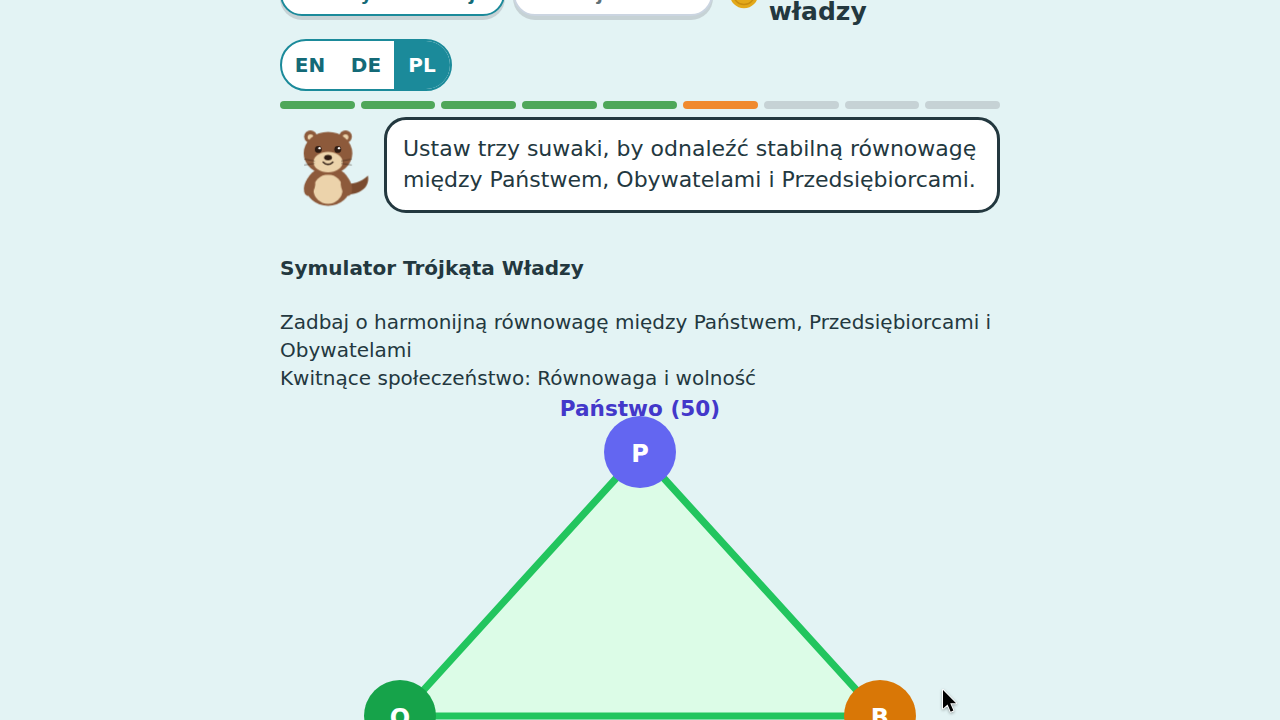 władzy
EN DE PL
Ustaw trzy suwaki, by odnaleźć stabilną równowagę
między Państwem, Obywatelami i Przedsiębiorcami.
Symulator Trójkąta Władzy
Zadbaj o harmonijną równowagę między Państwem, Przedsiębiorcami i
Obywatelami
Kwitnące społeczeństwo: Równowaga i wolność
Państwo (50)
P
O B